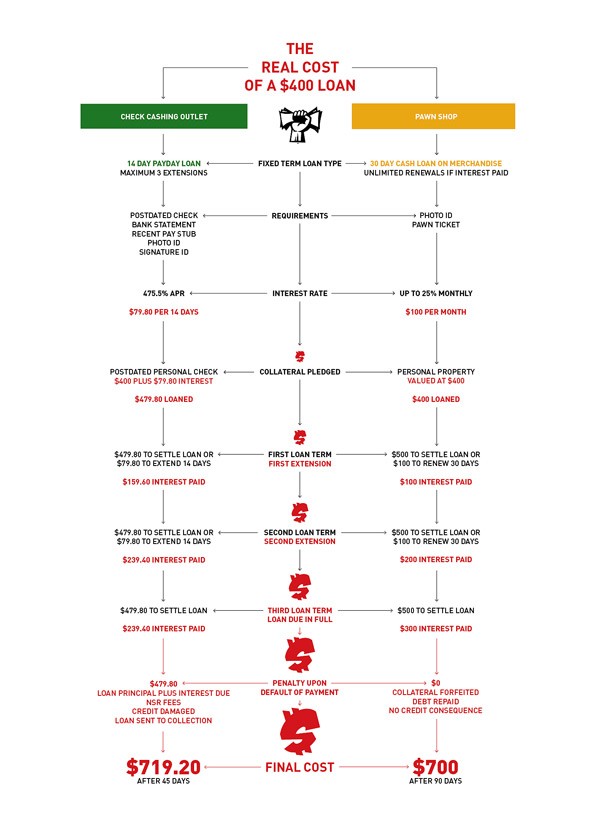 THE
REAL COST
OF A $400 LOAN
CHECK CASHING OUTLET
PAWN SHOP
14 DAY PAYDAY LOAN
MAXIMUM 3 EXTENSIONS
FIXED TERM LOAN TYPE
30 DAY CASH LOAN ON MERCHANDISE
UNLIMITED RENEWALS IF INTEREST PAID
POSTDATED CHECK
BANK STATEMENT
RECENT PAY STUB
PHOTO ID
SIGNATURE ID
REQUIREMENTS
PHOTO ID
PAWN TICKET
475.5% APR
$79.80 PER 14 DAYS
INTEREST RATE
UP TO 25% MONTHLY
$100 PER MONTH
POSTDATED PERSONAL CHECK
$400 PLUS $79.80 INTEREST
$479.80 LOANED
COLLATERAL PLEDGED
PERSONAL PROPERTY
VALUED AT $400
$400 LOANED
$479.80 TO SETTLE LOAN OR
$79.80 TO EXTEND 14 DAYS
$159.60 INTEREST PAID
FIRST LOAN TERM
FIRST EXTENSION
$500 TO SETTLE LOAN OR
$100 TO RENEW 30 DAYS
$100 INTEREST PAID
$479.80 TO SETTLE LOAN OR
$79.80 TO EXTEND 14 DAYS
$239.40 INTEREST PAID
SECOND LOAN TERM
SECOND EXTENSION
$500 TO SETTLE LOAN OR
$100 TO RENEW 30 DAYS
$200 INTEREST PAID
$479.80 TO SETTLE LOAN
$239.40 INTEREST PAID
THIRD LOAN TERM
LOAN DUE IN FULL
$500 TO SETTLE LOAN
$300 INTEREST PAID
$479.80
LOAN PRINCIPAL PLUS INTEREST DUE
NSR FEES
CREDIT DAMAGED
LOAN SENT TO COLLECTION
PENALTY UPON
DEFAULT OF PAYMENT
$0
COLLATERAL FORFEITED
DEBT REPAID
NO CREDIT CONSEQUENCE
$719.20
AFTER 45 DAYS
FINAL COST
$700
AFTER 90 DAYS